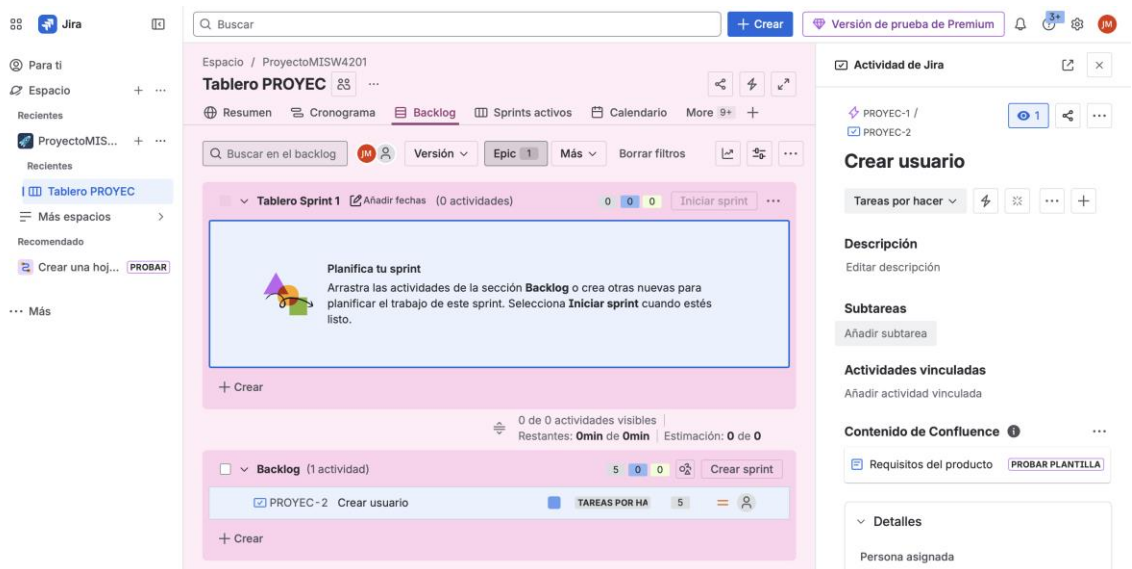 Jira
Buscar
+ Crear
Versión de prueba de Premium
3+
JM
Para ti
Espacio
Recientes
ProyectoMIS...
Recientes
Tablero PROYEC
Más espacios
Recomendado
Crear una hoj... PROBAR
Más
Espacio / ProyectoMISW4201
Tablero PROYEC
Resumen Cronograma Backlog Sprints activos Calendario More 9+
Buscar en el backlog JM Versión Epic 1 Más Borrar filtros
Tablero Sprint 1 Añadir fechas (0 actividades) 0 0 0 Iniciar sprint
Planifica tu sprint
Arrastra las actividades de la sección Backlog o crea otras nuevas para
planificar el trabajo de este sprint. Selecciona Iniciar sprint cuando estés
listo.
+ Crear
0 de 0 actividades visibles
Restantes: 0min de 0min Estimación: 0 de 0
Backlog (1 actividad) 5 0 0 Crear sprint
PROYEC-2 Crear usuario TAREAS POR HA 5
+ Crear
Actividad de Jira
PROYEC-1 /
PROYEC-2
1
Crear usuario
Tareas por hacer
Descripción
Editar descripción
Subtareas
Añadir subtarea
Actividades vinculadas
Añadir actividad vinculada
Contenido de Confluence
Requisitos del producto PROBAR PLANTILLA
Detalles
Persona asignada